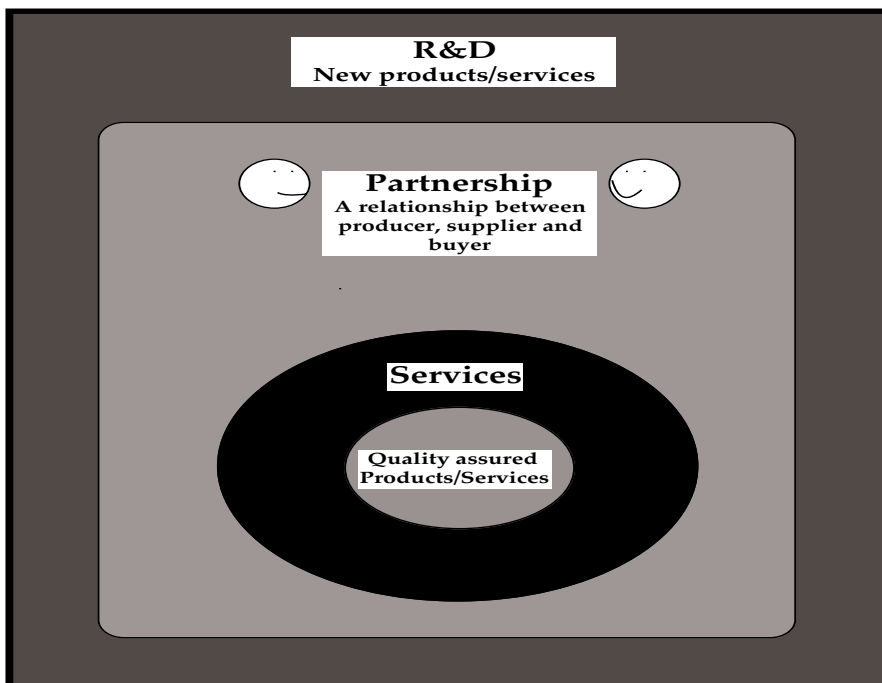 R&D
New products/services
Partnership
A relationship between
producer, supplier and
buyer
Services
Quality assured
Products/Services